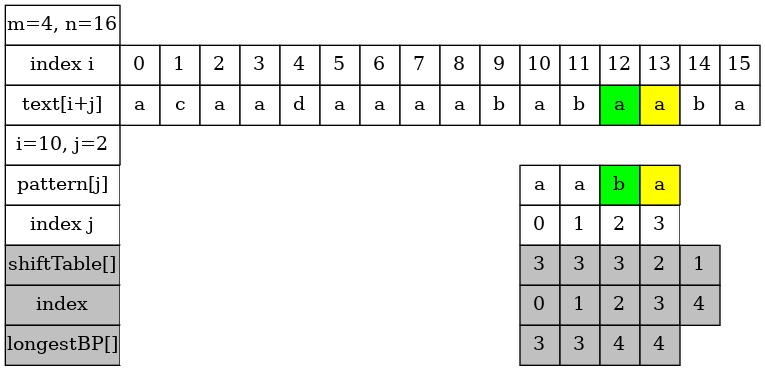 m=4, n=16
index i 0 1 2 3 4 5 6 7 8 9 10 11 12 13 14 15
text[i+j] a c a a d a a a a b a b a a b a
i=10, j=2
pattern[j] a a b a
index j 0 1 2 3
shiftTable[] 3 3 3 2 1
index 0 1 2 3 4
longestBP[] 3 3 4 4